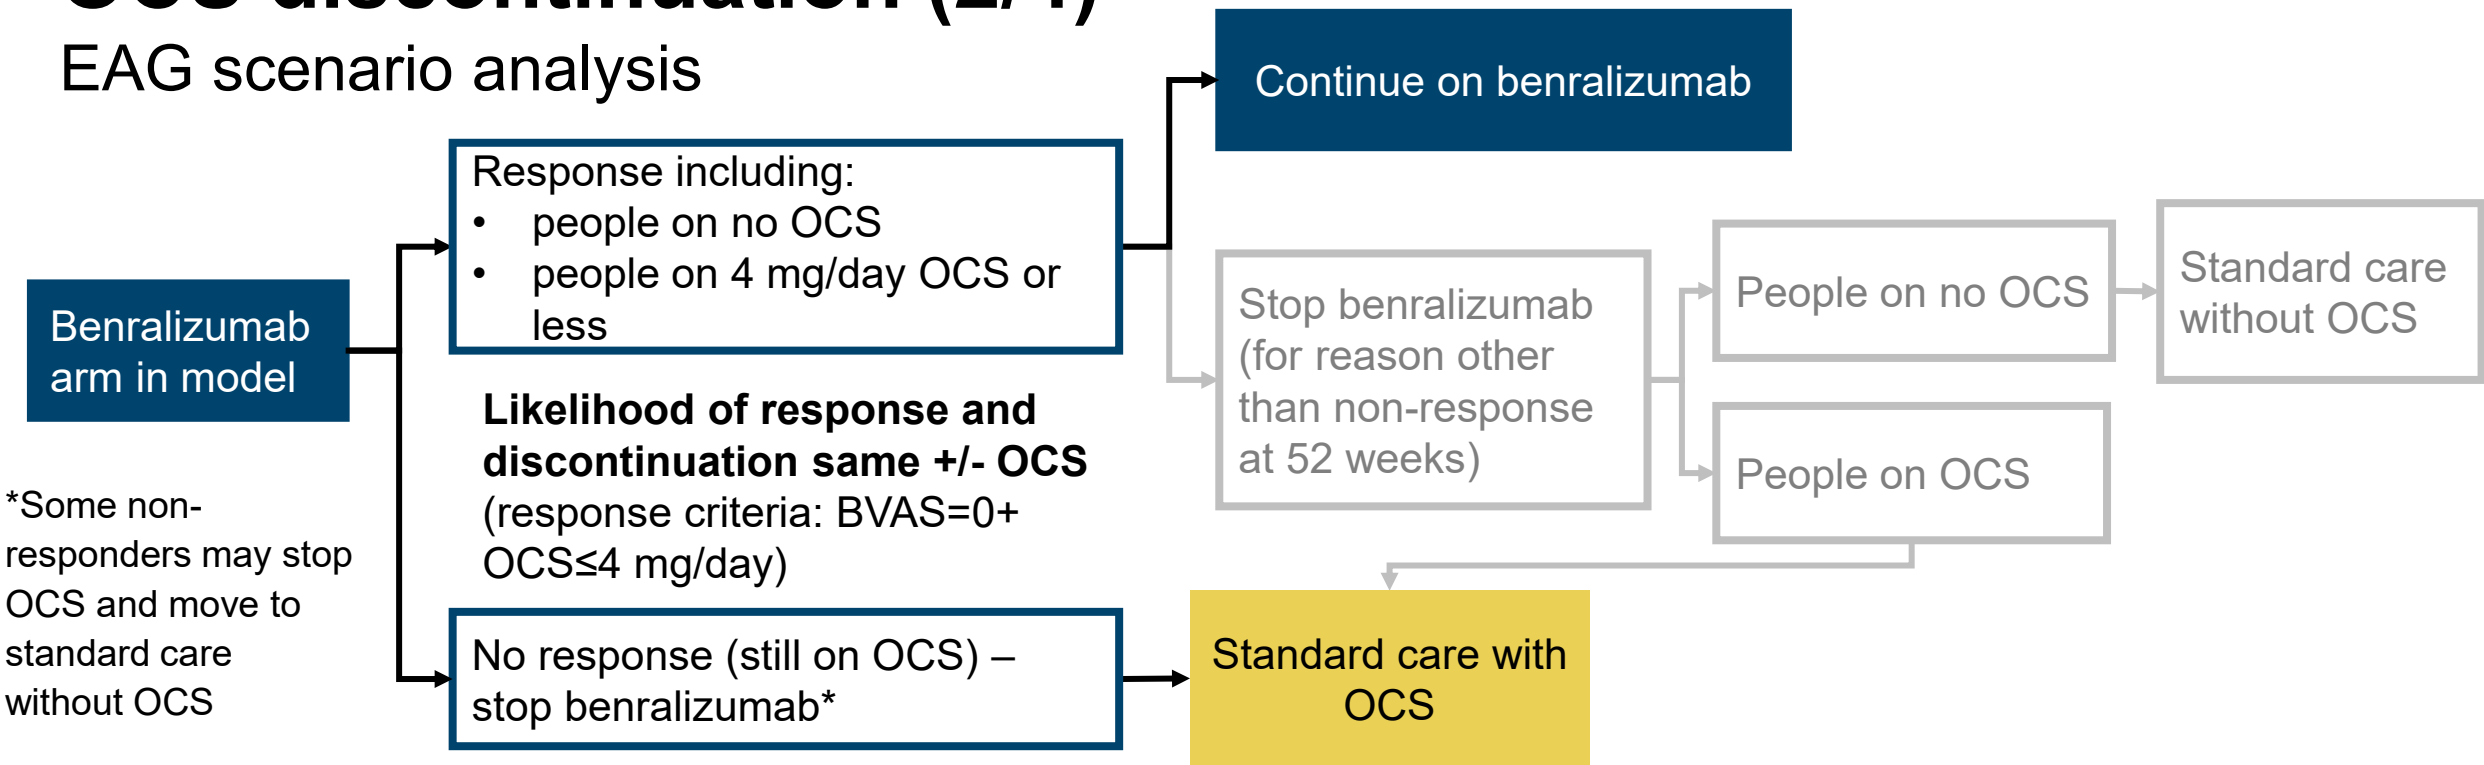 OCS discontinuation (2/4)
EAG scenario analysis
Continue on benralizumab
Response including:
• people on no OCS
• people on 4 mg/day OCS or
less
Benralizumab
arm in model
Stop benralizumab
(for reason other
than non-response
at 52 weeks)
People on no OCS
Standard care
without OCS
People on OCS
Likelihood of response and
discontinuation same +/- OCS
(response criteria: BVAS=0+
OCS≤4 mg/day)
*Some non-
responders may stop
OCS and move to
standard care
without OCS
No response (still on OCS) –
stop benralizumab*
Standard care with
OCS